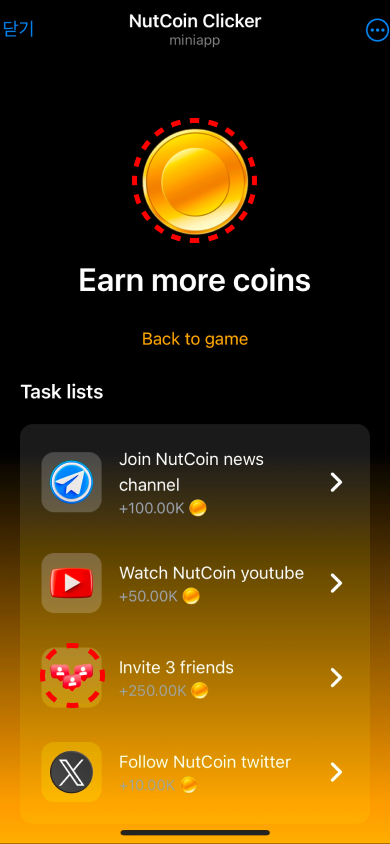 닫기
NutCoin Clicker
miniapp
Earn more coins
Back to game
Task lists
Join NutCoin news
channel
+100.00K
Watch NutCoin youtube
+50.00K
Invite 3 friends
+250.00K
Follow NutCoin twitter
+10.00K